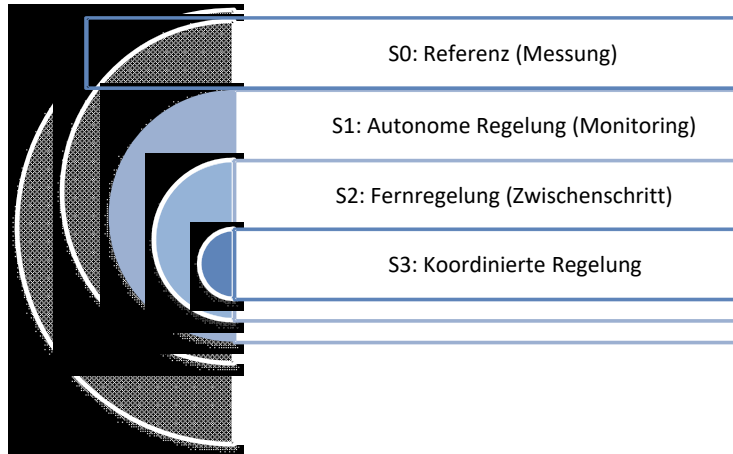 S0: Referenz (Messung)
S1: Autonome Regelung (Monitoring)
S2: Fernregelung (Zwischenschritt)
S3: Koordinierte Regelung